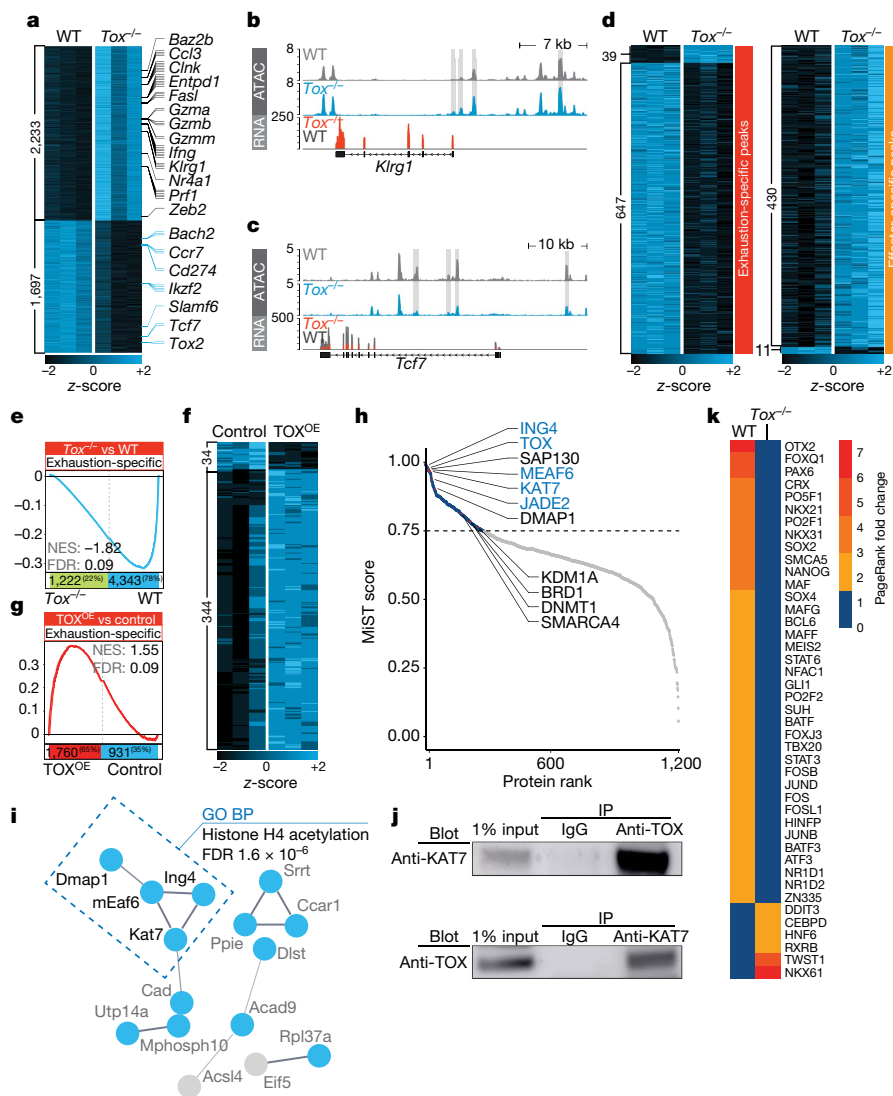 a
WT
Tox−/−
2,233
1,697
Baz2b
Ccl3
Clnk
Entpd1
Fasl
Gzma
Gzmb
Gzmm
Ifng
Klrg1
Nr4a1
Prf1
Zeb2
Bach2
Ccr7
Cd274
Ikzf2
Slamf6
Tcf7
Tox2
−2
0
+2
z-score
b
7 kb
ATAC
RNA
8
WT
8
Tox−/−
250
Tox−/−
WT
Klrg1
c
10 kb
ATAC
RNA
5
WT
5
Tox−/−
500
Tox−/−
WT
Tcf7
d
WT
Tox−/−
39
647
Exhaustion-specific peaks
−2
0
+2
z-score
WT
Tox−/−
430
11
−2
0
+2
z-score
e
Tox−/− vs WT
Exhaustion-specific
0
−0.1
−0.2
−0.3
NES: −1.82
FDR: 0.09
1,222 (22%)
4,343 (78%)
Tox−/−
WT
g
TOXOE vs control
Exhaustion-specific
0.3
0.2
0.1
0
NES: 1.55
FDR: 0.09
1,760 (65%)
931 (35%)
TOXOE
Control
f
Control
TOXOE
34
344
−2
0
+2
z-score
h
ING4
TOX
SAP130
MEAF6
KAT7
JADE2
DMAP1
KDM1A
BRD1
DNMT1
SMARCA4
1.00
0.75
0.50
0.25
0.00
MiST score
1
600
1,200
Protein rank
i
GO BP
Histone H4 acetylation
FDR 1.6 × 10−6
Dmap1
Ing4
mEaf6
Kat7
Srrt
Ccar1
Ppie
Dlst
Cad
Utp14a
Mphosph10
Acad9
Rpl37a
Acsl4
Eif5
j
IP
Blot
1% input
IgG
Anti-TOX
Anti-KAT7
IP
Blot
1% input
IgG
Anti-KAT7
Anti-TOX
k
WT
Tox−/−
OTX2
FOXQ1
PAX6
CRX
PO5F1
NKX21
PO2F1
NKX31
SOX2
SMCA5
NANOG
MAF
SOX4
MAFG
BCL6
MAFF
MEIS2
STAT6
NFAC1
GLI1
PO2F2
SUH
BATF
FOXJ3
TBX20
STAT3
FOSB
JUND
FOS
FOSL1
HINFP
JUNB
BATF3
ATF3
NR1D1
NR1D2
ZN335
DDIT3
CEBPD
HNF6
RXRB
TWST1
NKX61
7
6
5
4
3
2
1
0
PageRank fold change